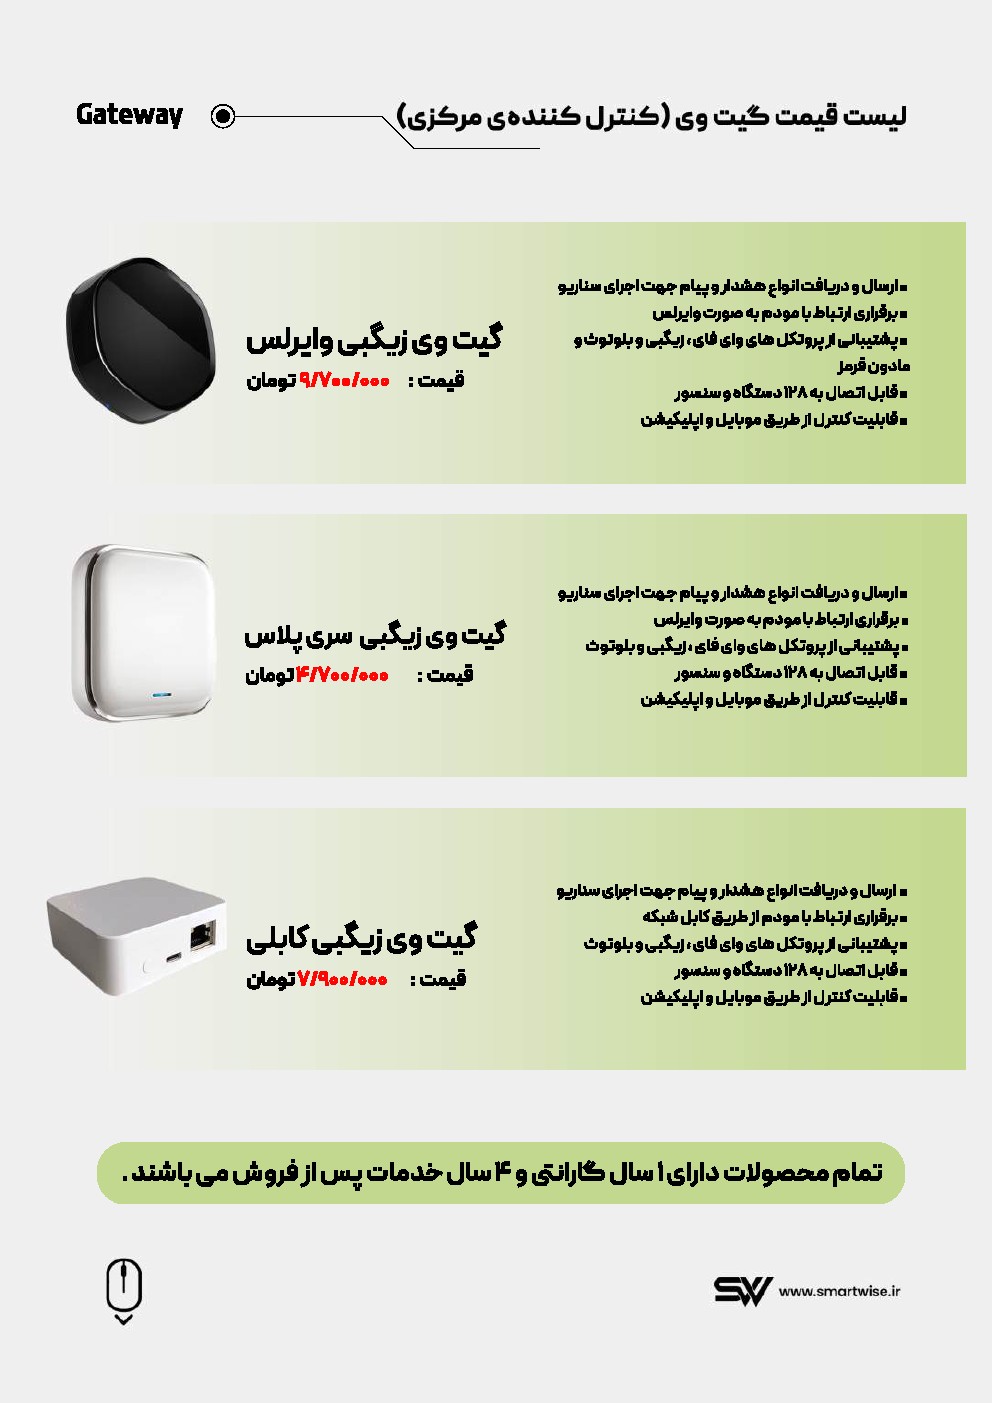 Gateway
لیست قیمت گیت وی (کنترل کننده‌ی مرکزی)
▪ ارسال و دریافت انواع هشدار و پیام جهت اجرای سناریو
▪ برقراری ارتباط با مودم به صورت وایرلس
▪ پشتیبانی از پروتکل های وای فای ، زیگبی و بلوتوث و
مادون قرمز
▪ قابل اتصال به ۱۲۸ دستگاه و سنسور
▪ قابلیت کنترل از طریق موبایل و اپلیکیشن
گیت وی زیگبی وایرلس
قیمت : ۹/۷۰۰/۰۰۰ تومان
▪ ارسال و دریافت انواع هشدار و پیام جهت اجرای سناریو
▪ برقراری ارتباط با مودم به صورت وایرلس
▪ پشتیبانی از پروتکل های وای فای ، زیگبی و بلوتوث
▪ قابل اتصال به ۱۲۸ دستگاه و سنسور
▪ قابلیت کنترل از طریق موبایل و اپلیکیشن
گیت وی زیگبی سری پلاس
قیمت : ۴/۷۰۰/۰۰۰ تومان
▪ ارسال و دریافت انواع هشدار و پیام جهت اجرای سناریو
▪ برقراری ارتباط با مودم از طریق کابل شبکه
▪ پشتیبانی از پروتکل های وای فای ، زیگبی و بلوتوث
▪ قابل اتصال به ۱۲۸ دستگاه و سنسور
▪ قابلیت کنترل از طریق موبایل و اپلیکیشن
گیت وی زیگبی کابلی
قیمت : ۷/۹۰۰/۰۰۰ تومان
تمام محصولات دارای ۱ سال گارانتی و ۴ سال خدمات پس از فروش می باشند .
SW www.smartwise.ir